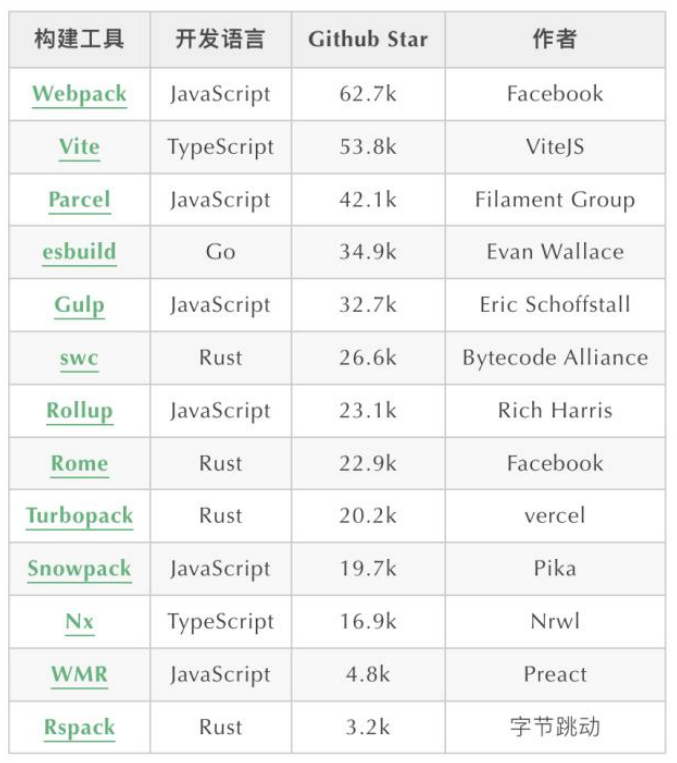 构建工具 开发语言 Github Star 作者
Webpack JavaScript 62.7k Facebook
Vite TypeScript 53.8k ViteJS
Parcel JavaScript 42.1k Filament Group
esbuild Go 34.9k Evan Wallace
Gulp JavaScript 32.7k Eric Schoffstall
swc Rust 26.6k Bytecode Alliance
Rollup JavaScript 23.1k Rich Harris
Rome Rust 22.9k Facebook
Turbopack Rust 20.2k vercel
Snowpack JavaScript 19.7k Pika
Nx TypeScript 16.9k Nrwl
WMR JavaScript 4.8k Preact
Rspack Rust 3.2k 字节跳动